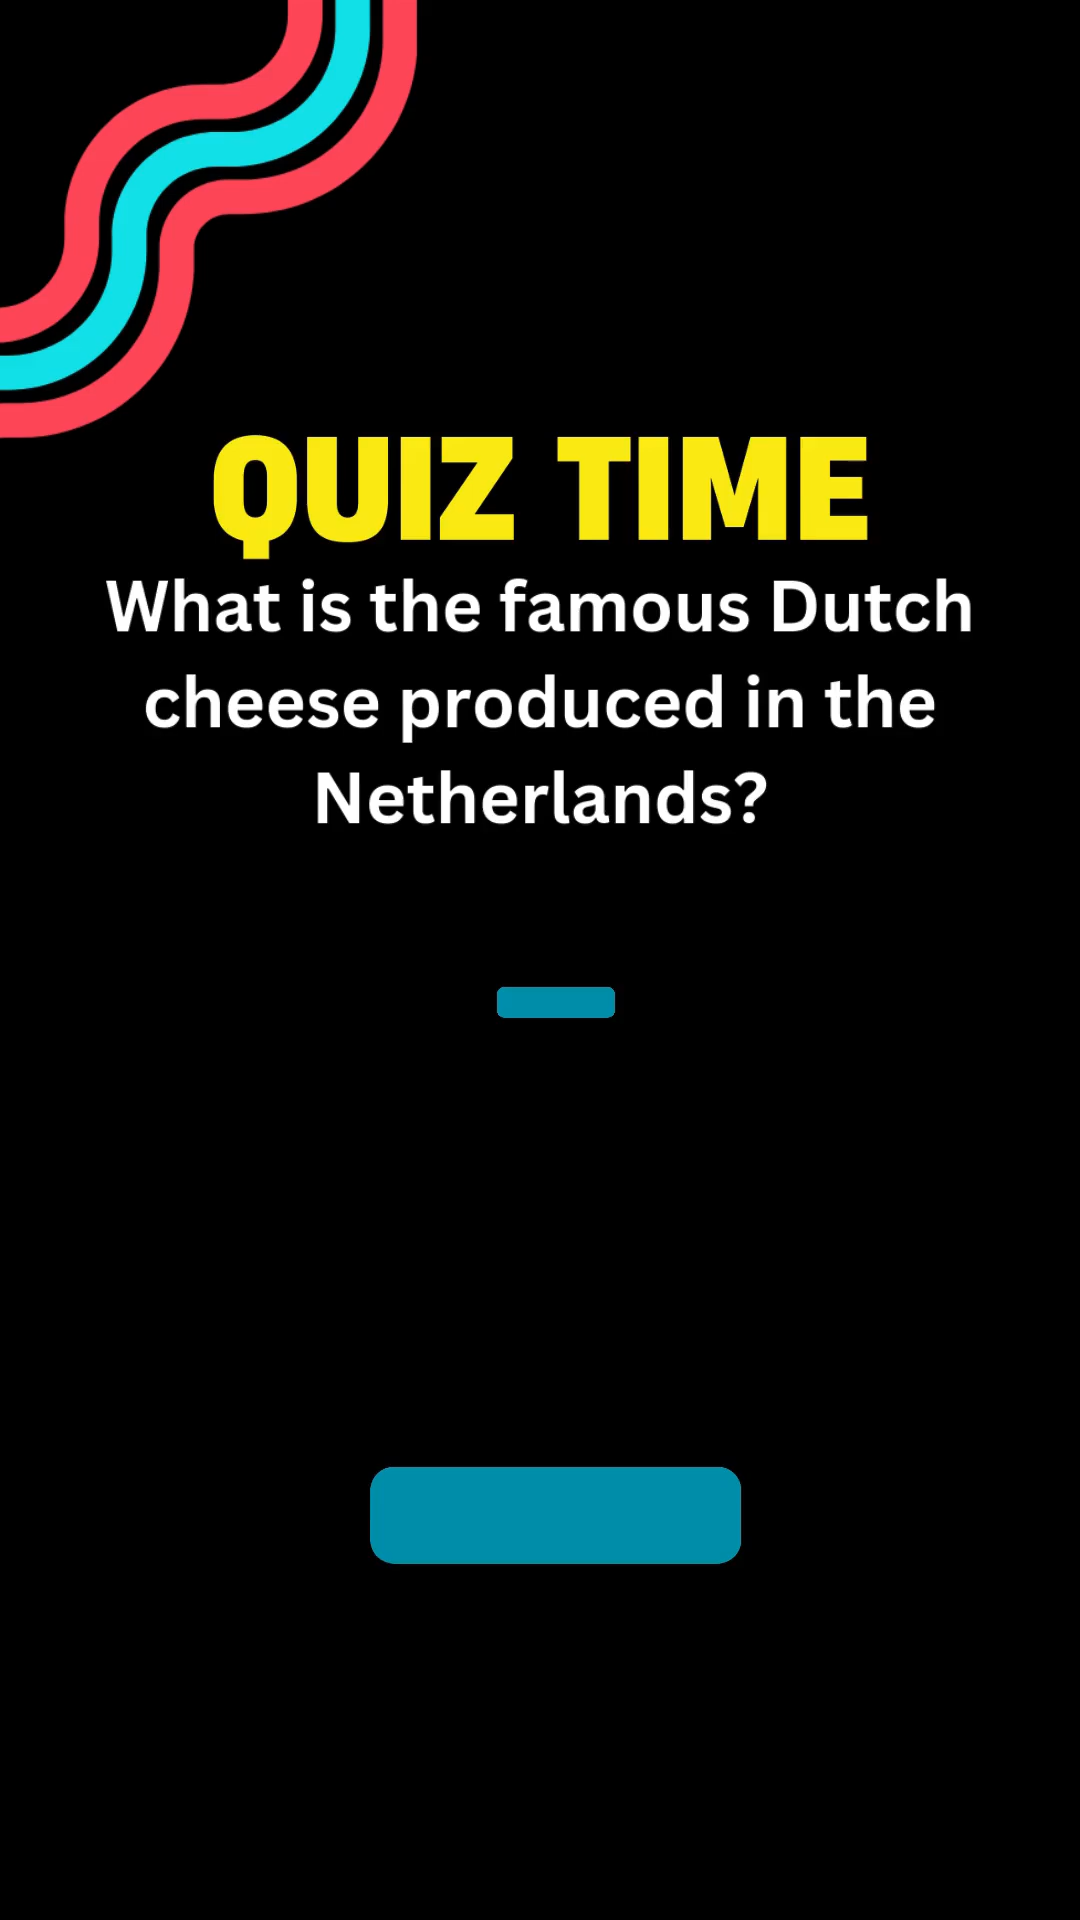 QUIZ TIME
What is the famous Dutch
cheese produced in the
Netherlands?